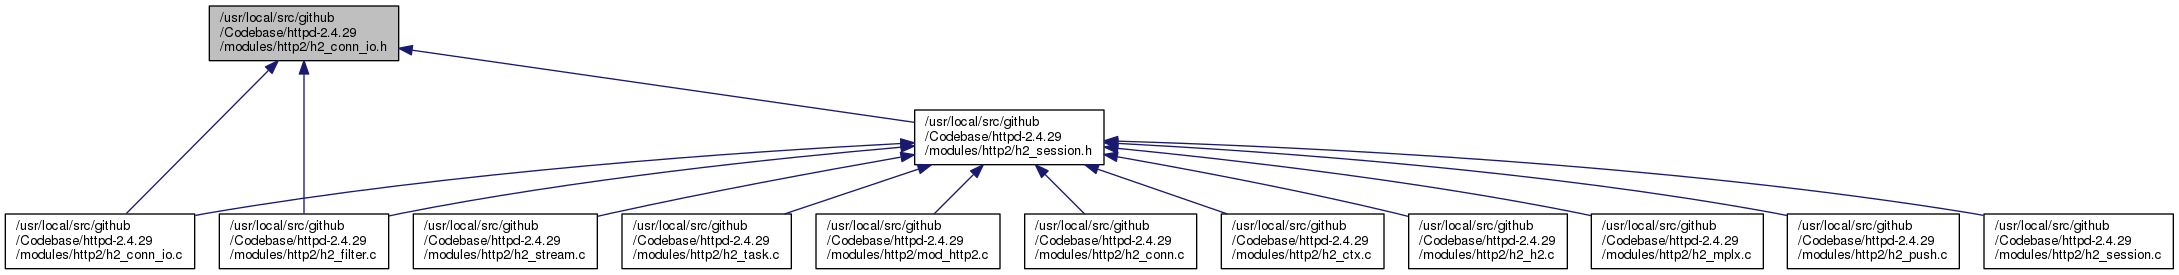 /usr/local/src/github
/Codebase/httpd-2.4.29
/modules/http2/h2_conn_io.h
/usr/local/src/github
/Codebase/httpd-2.4.29
/modules/http2/h2_session.h
/usr/local/src/github
/Codebase/httpd-2.4.29
/modules/http2/h2_conn_io.c
/usr/local/src/github
/Codebase/httpd-2.4.29
/modules/http2/h2_filter.c
/usr/local/src/github
/Codebase/httpd-2.4.29
/modules/http2/h2_stream.c
/usr/local/src/github
/Codebase/httpd-2.4.29
/modules/http2/h2_task.c
/usr/local/src/github
/Codebase/httpd-2.4.29
/modules/http2/mod_http2.c
/usr/local/src/github
/Codebase/httpd-2.4.29
/modules/http2/h2_conn.c
/usr/local/src/github
/Codebase/httpd-2.4.29
/modules/http2/h2_ctx.c
/usr/local/src/github
/Codebase/httpd-2.4.29
/modules/http2/h2_h2.c
/usr/local/src/github
/Codebase/httpd-2.4.29
/modules/http2/h2_mplx.c
/usr/local/src/github
/Codebase/httpd-2.4.29
/modules/http2/h2_push.c
/usr/local/src/github
/Codebase/httpd-2.4.29
/modules/http2/h2_session.c